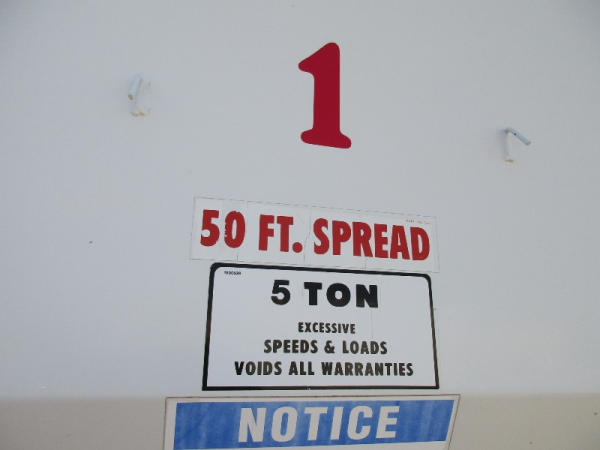 1
50 FT. SPREAD
5 TON
EXCESSIVE
SPEEDS & LOADS
VOIDS ALL WARRANTIES
NOTICE